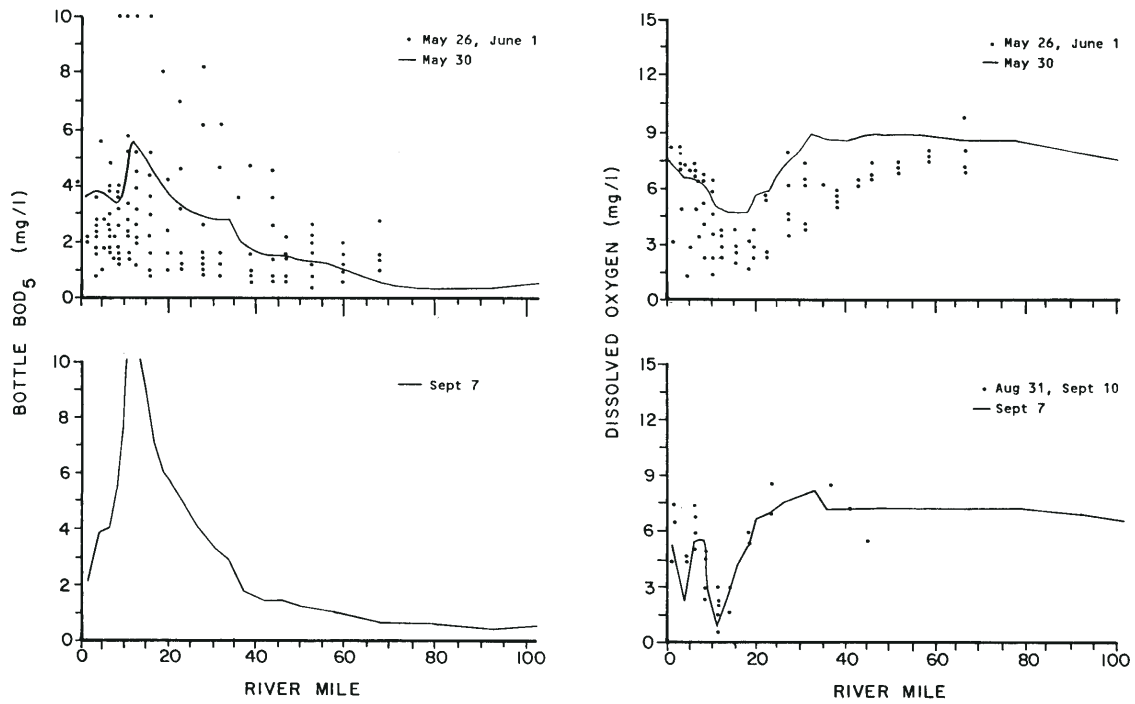 BOTTLE BOD5 (mg/l)
10
8
6
4
2
0
• May 26, June 1
— May 30
10
8
6
4
2
0
— Sept 7
0 20 40 60 80 100
RIVER MILE
DISSOLVED OXYGEN (mg/l)
15
12
9
6
3
0
• May 26, June 1
— May 30
15
12
9
6
3
0
• Aug 31, Sept 10
— Sept 7
0 20 40 60 80 100
RIVER MILE